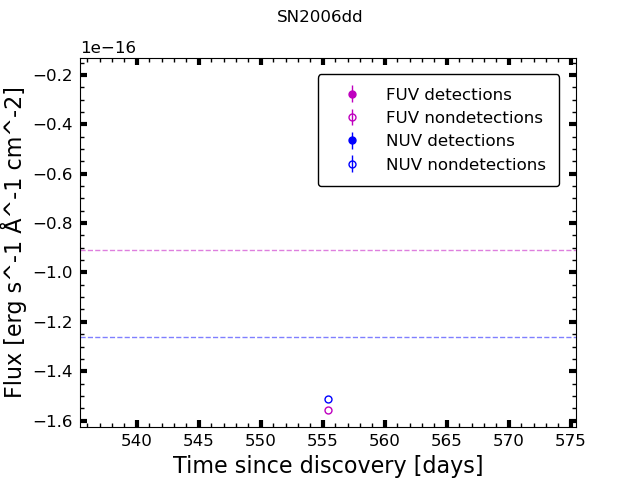 SN2006dd
1e−16
FUV detections
FUV nondetections
NUV detections
NUV nondetections
−0.2
−0.4
−0.6
−0.8
−1.0
−1.2
−1.4
−1.6
Flux [erg s^-1 Å^-1 cm^-2]
540 545 550 555 560 565 570 575
Time since discovery [days]